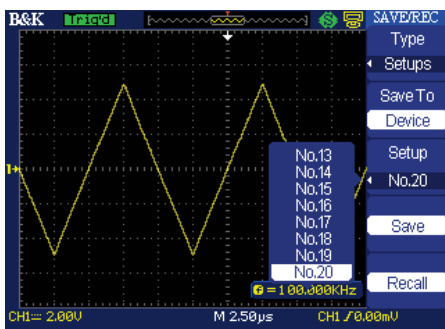 B&K Trig'd SAVE/REC
Type
Setups
Save To
Device
Setup
No.20
Save
Recall
No.13
No.14
No.15
No.16
No.17
No.18
No.19
No.20
f =100.000KHz
CH1 2.00V M 2.50µs CH1 0.00mV